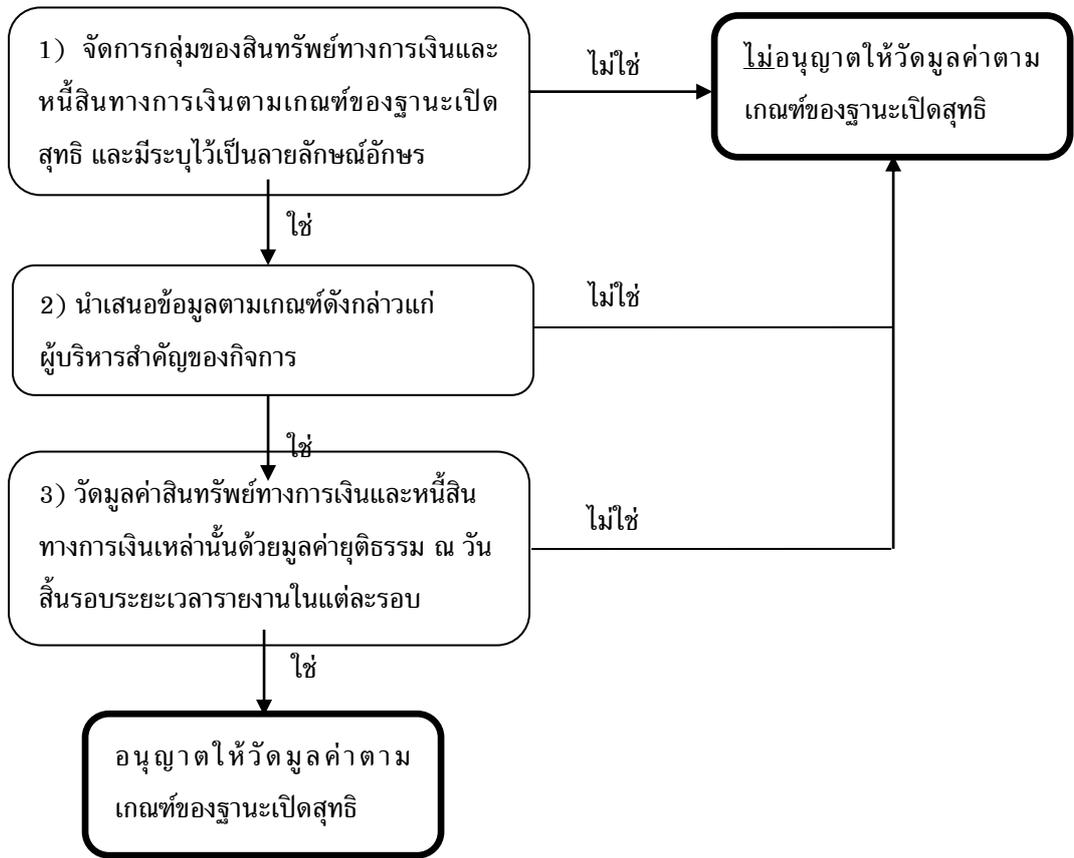 1) จัดการกลุ่มของสินทรัพย์ทางการเงินและ
หนี้สินทางการเงินตามเกณฑ์ของฐานะเปิด
สุทธิ และมีระบุไว้เป็นลายลักษณ์อักษร
ไม่ใช่
ไม่อนุญาตให้วัดมูลค่าตาม
เกณฑ์ของฐานะเปิดสุทธิ
ใช่
2) นำเสนอข้อมูลตามเกณฑ์ดังกล่าวแก่
ผู้บริหารสำคัญของกิจการ
ไม่ใช่
ใช่
3) วัดมูลค่าสินทรัพย์ทางการเงินและหนี้สิน
ทางการเงินเหล่านั้นด้วยมูลค่ายุติธรรม ณ วัน
สิ้นรอบระยะเวลารายงานในแต่ละรอบ
ไม่ใช่
ใช่
อนุญาตให้วัดมูลค่าตาม
เกณฑ์ของฐานะเปิดสุทธิ